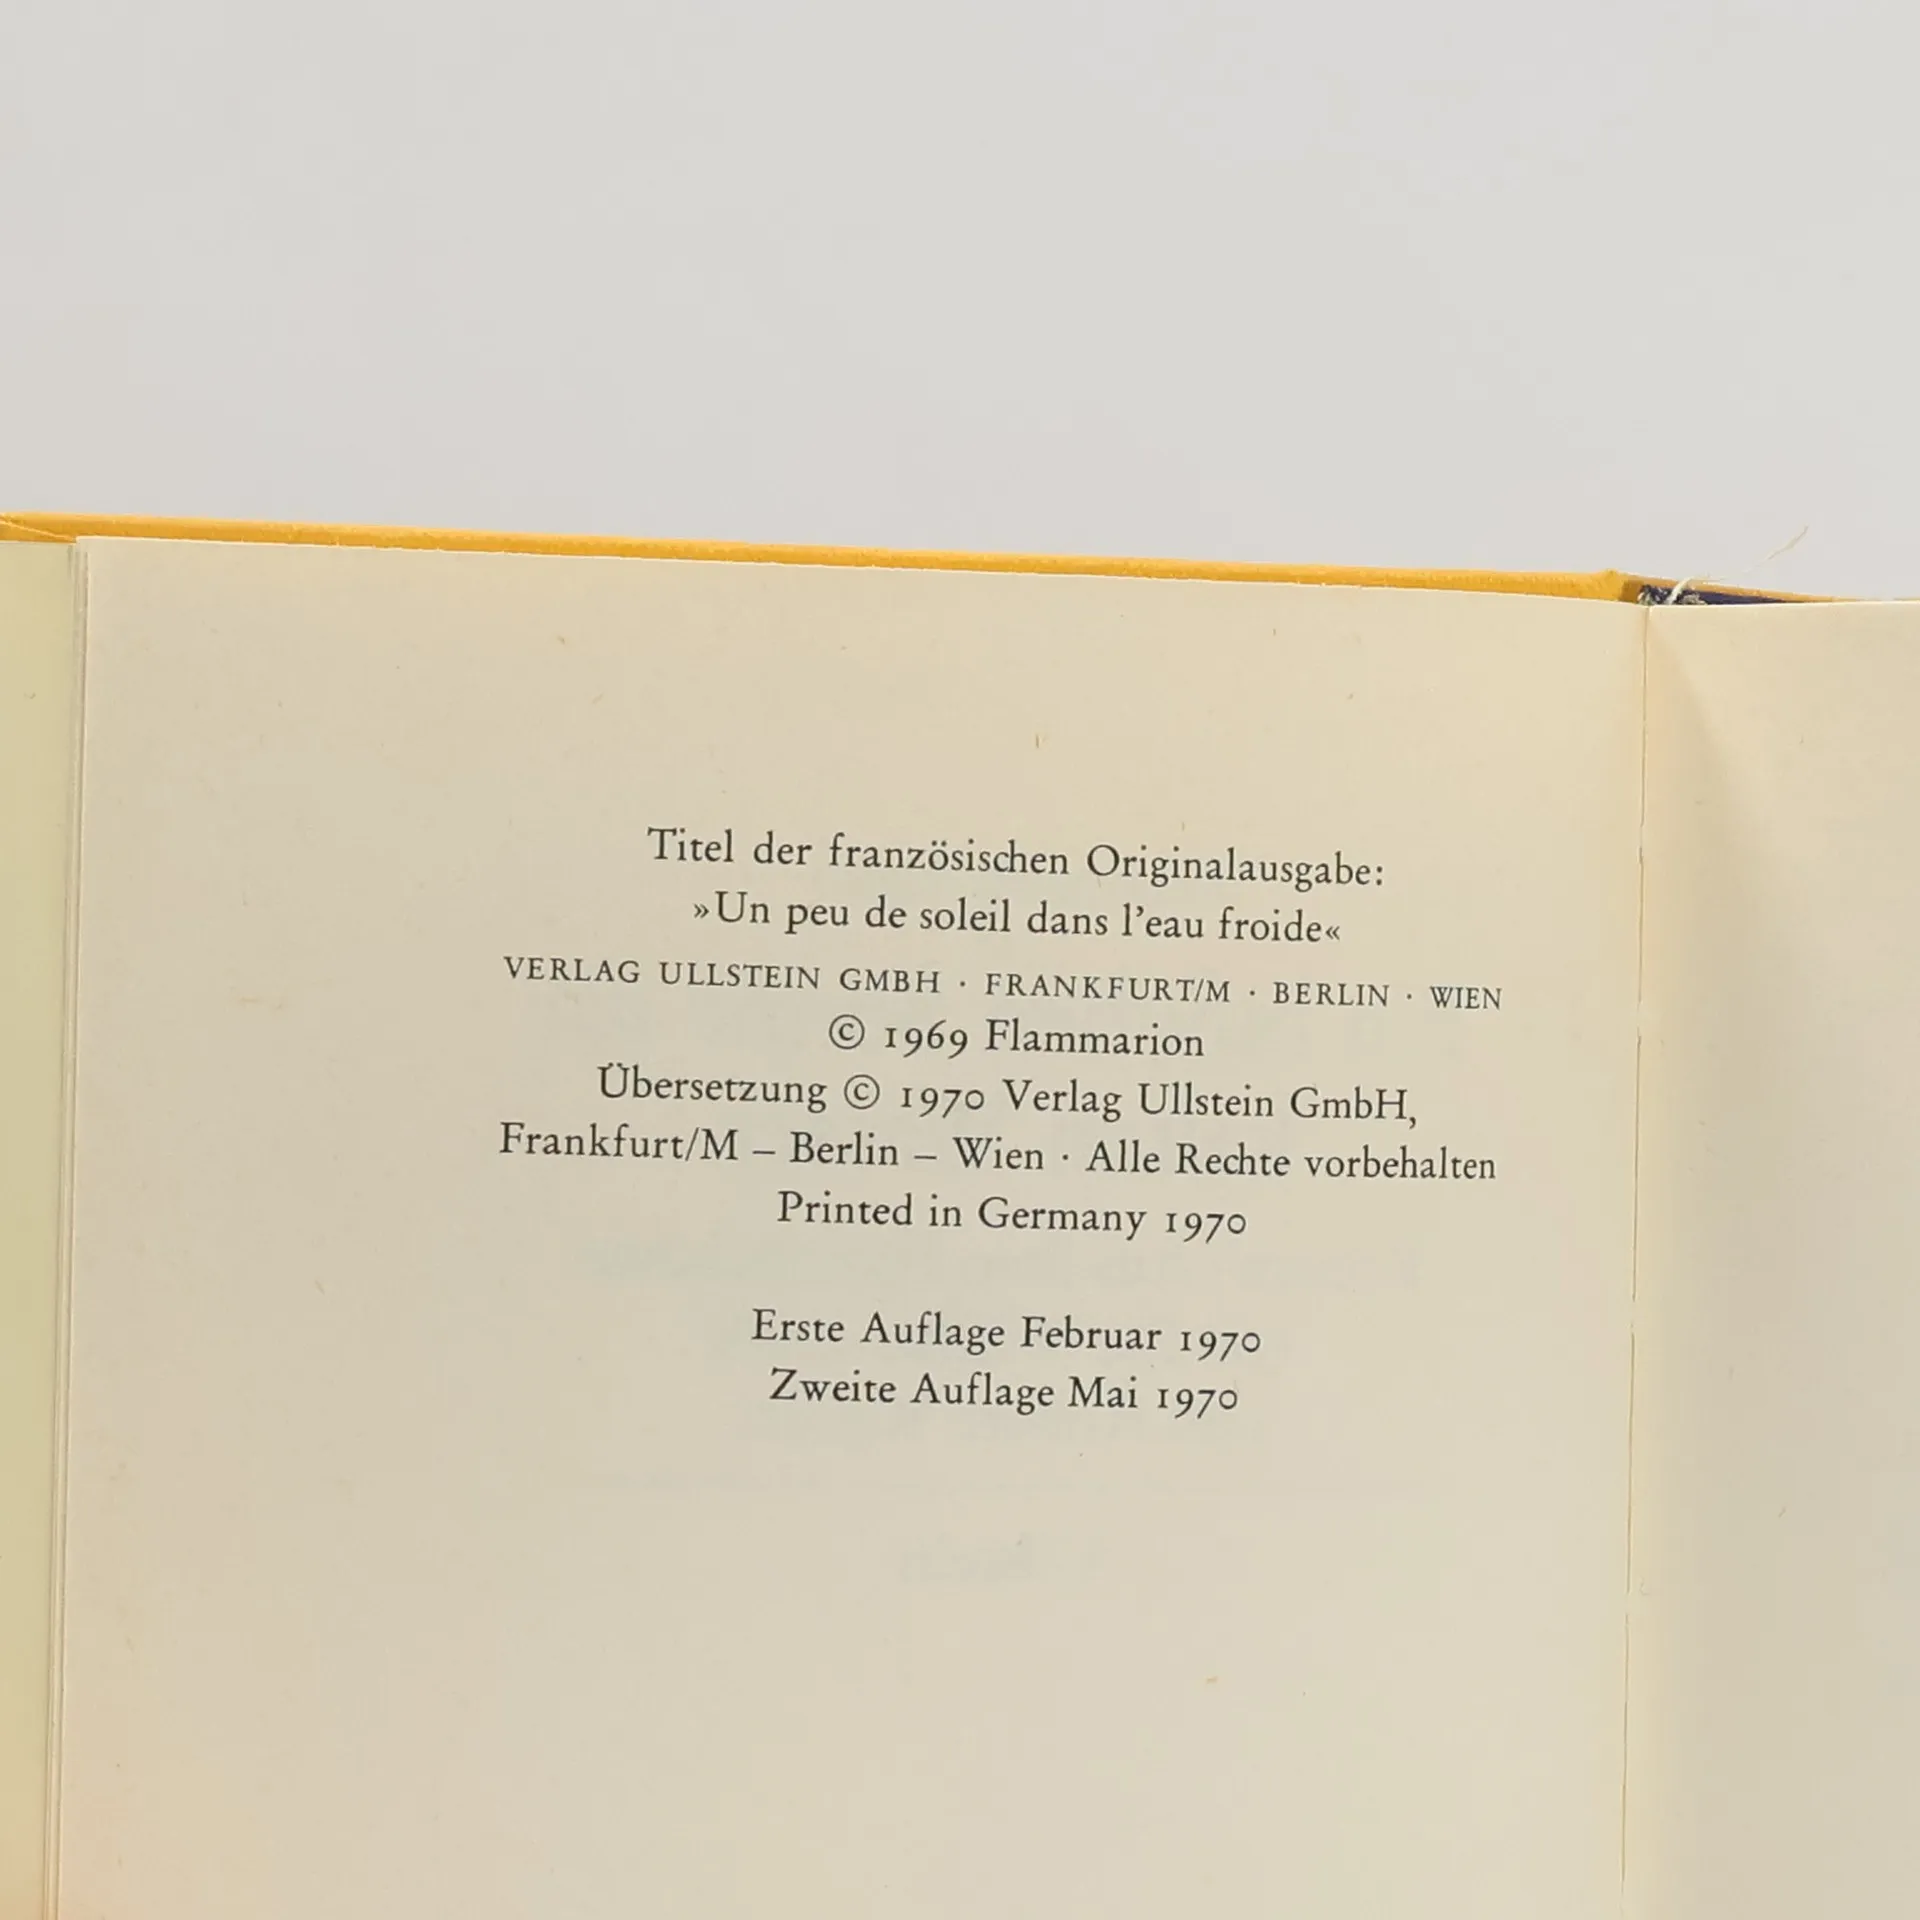 Titel der französischen Originalausgabe:
»Un peu de soleil dans l’eau froide«
VERLAG ULLSTEIN GMBH · FRANKFURT/M · BERLIN · WIEN
© 1969 Flammarion
Übersetzung © 1970 Verlag Ullstein GmbH,
Frankfurt/M – Berlin – Wien · Alle Rechte vorbehalten
Printed in Germany 1970
Erste Auflage Februar 1970
Zweite Auflage Mai 1970